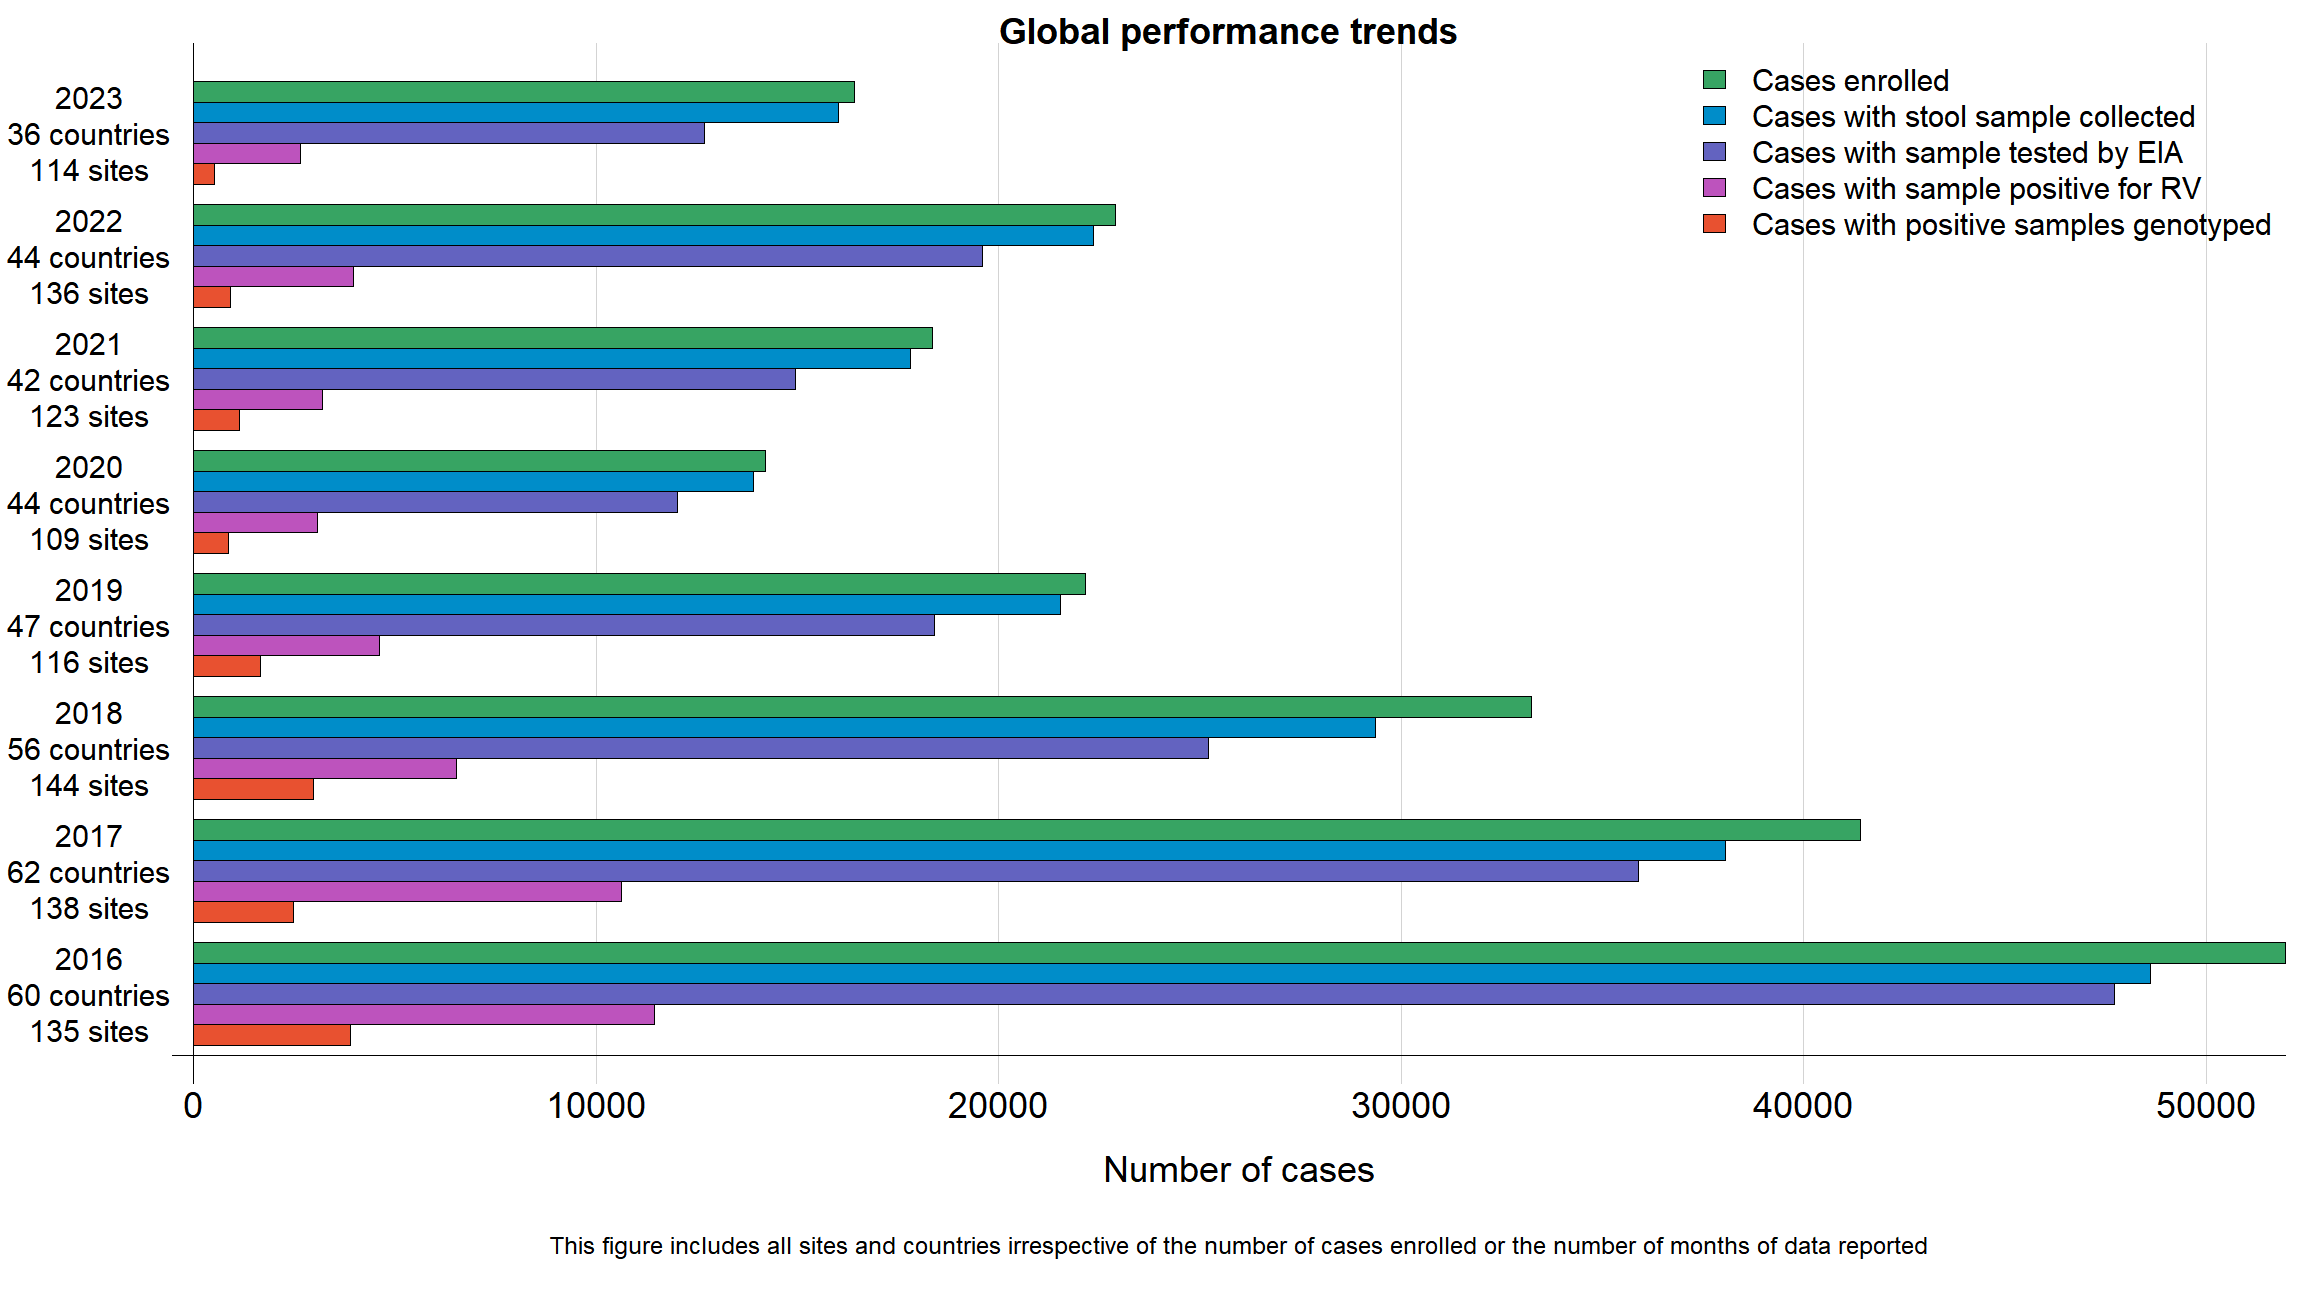 Global performance trends
Cases enrolled
Cases with stool sample collected
Cases with sample tested by EIA
Cases with sample positive for RV
Cases with positive samples genotyped
2023
36 countries
114 sites
2022
44 countries
136 sites
2021
42 countries
123 sites
2020
44 countries
109 sites
2019
47 countries
116 sites
2018
56 countries
144 sites
2017
62 countries
138 sites
2016
60 countries
135 sites
0 10000 20000 30000 40000 50000
Number of cases
This figure includes all sites and countries irrespective of the number of cases enrolled or the number of months of data reported